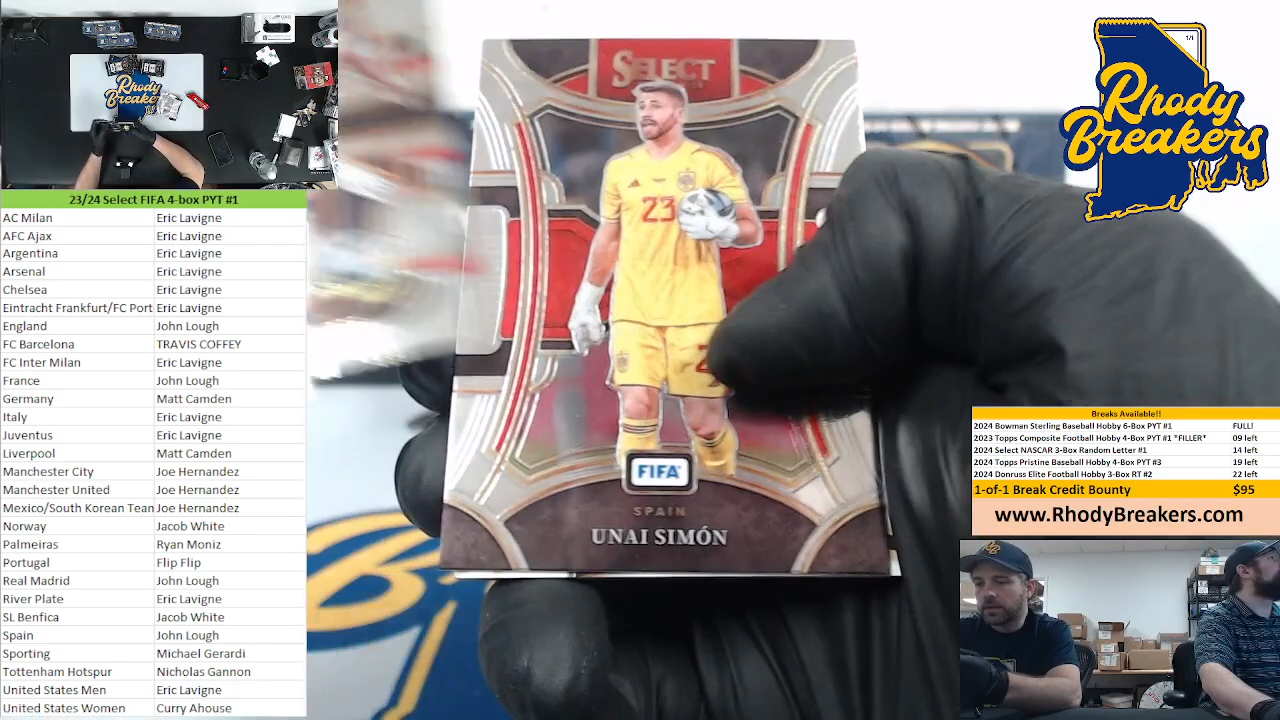 Rhody
Breakers
23/24 Select FIFA 4-box PYT #1
AC Milan Eric Lavigne
AFC Ajax Eric Lavigne
Argentina Eric Lavigne
Arsenal Eric Lavigne
Chelsea Eric Lavigne
Eintracht Frankfurt/FC Port Eric Lavigne
England John Lough
FC Barcelona TRAVIS COFFEY
FC Inter Milan Eric Lavigne
France John Lough
Germany Matt Camden
Italy Eric Lavigne
Juventus Eric Lavigne
Liverpool Matt Camden
Manchester City Joe Hernandez
Manchester United Joe Hernandez
Mexico/South Korean Team Joe Hernandez
Norway Jacob White
Palmeiras Ryan Moniz
Portugal Flip Flip
Real Madrid John Lough
River Plate Eric Lavigne
SL Benfica Jacob White
Spain John Lough
Sporting Michael Gerardi
Tottenham Hotspur Nicholas Gannon
United States Men Eric Lavigne
United States Women Curry Ahouse
SELECT
23
2
FIFA
SPAIN
UNAI SIMÓN
1/1
Rhody
Breakers
Breaks Available!!
2024 Bowman Sterling Baseball Hobby 6-Box PYT #1 FULL!
2023 Topps Composite Football Hobby 4-Box PYT #1 *FILLER* 09 left
2024 Select NASCAR 3-Box Random Letter #1 14 left
2024 Topps Pristine Baseball Hobby 4-Box PYT #3 19 left
2024 Donruss Elite Football Hobby 3-Box RT #2 22 left
1-of-1 Break Credit Bounty $95
www.RhodyBreakers.com